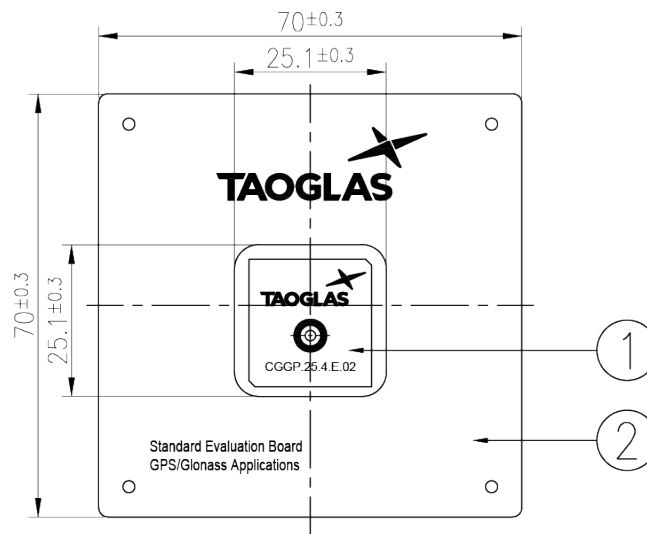 70±0.3
25.1±0.3
TAOGLAS
70±0.3
25.1±0.3
TAOGLAS
CGGP.25.4.E.02
1
2
Standard Evaluation Board
GPS/Glonass Applications